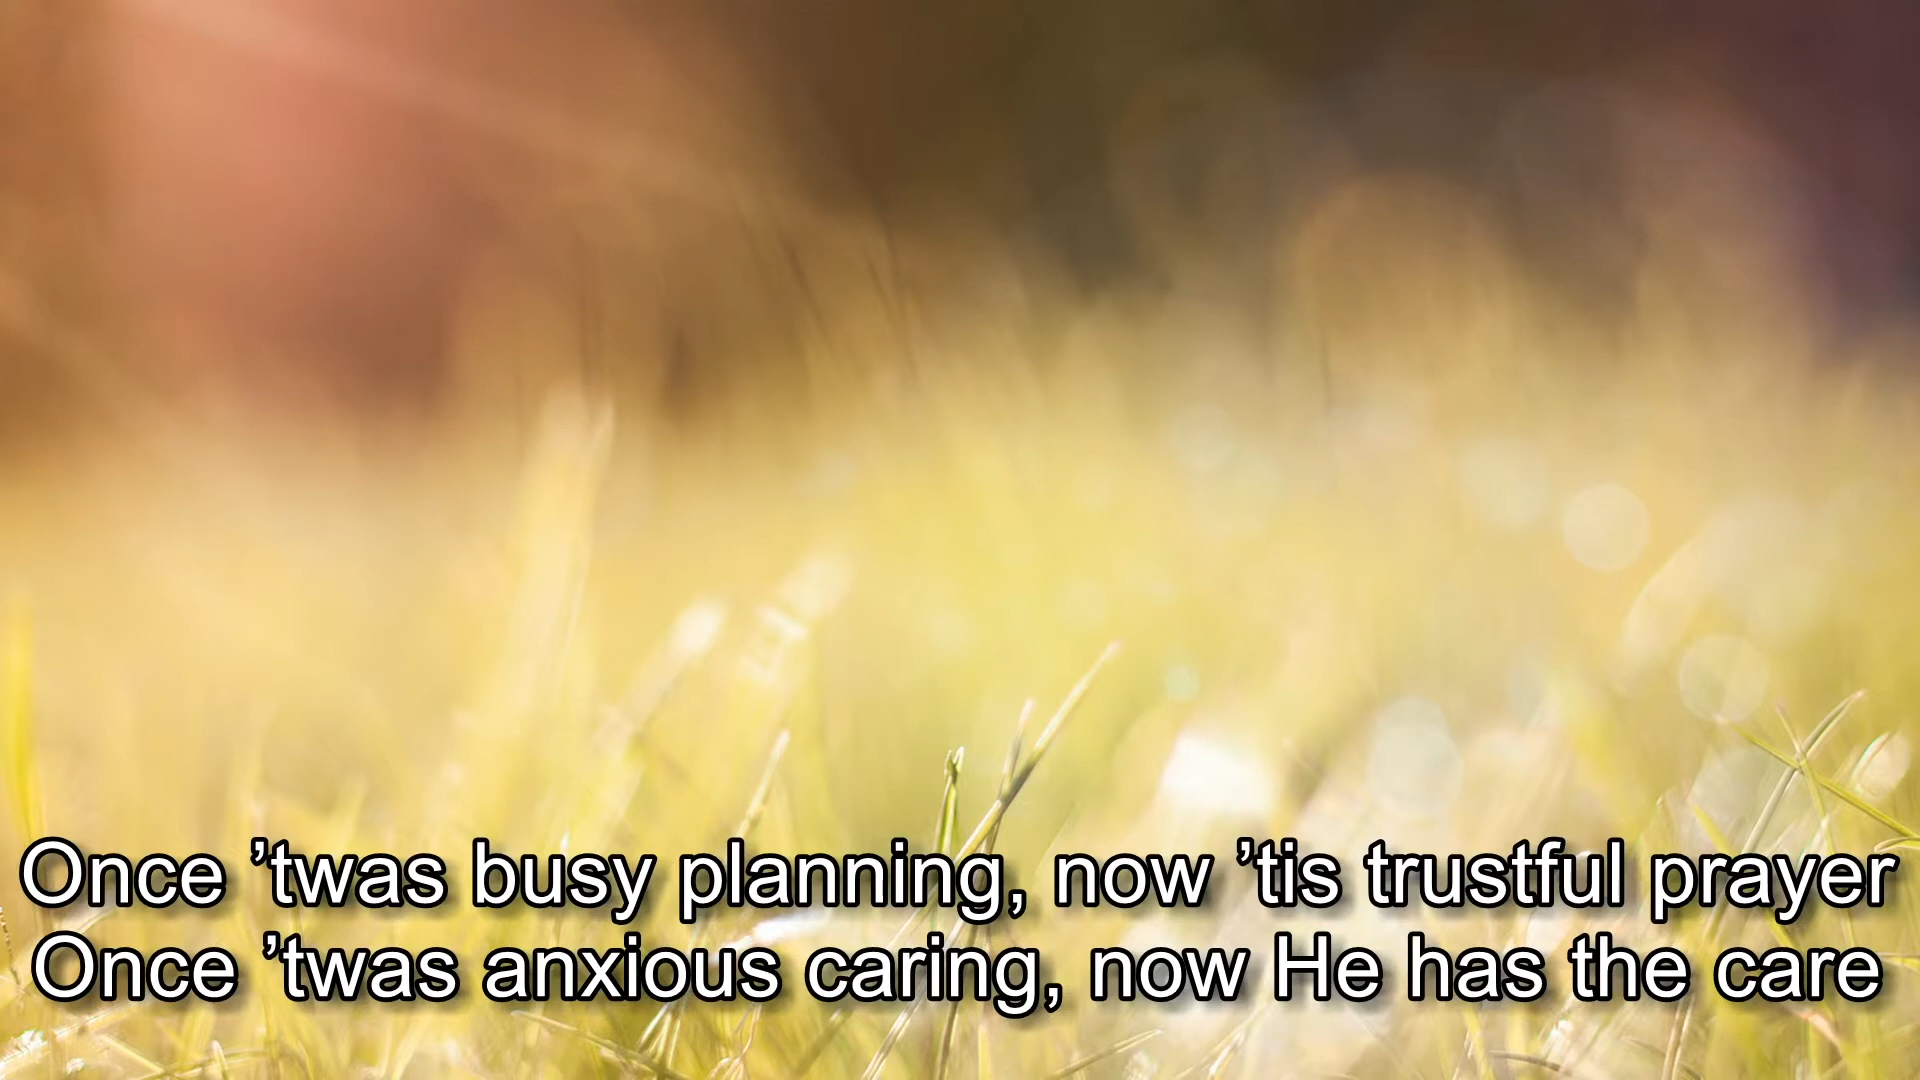 Once ’twas busy planning, now ’tis trustful prayer
Once ’twas anxious caring, now He has the care